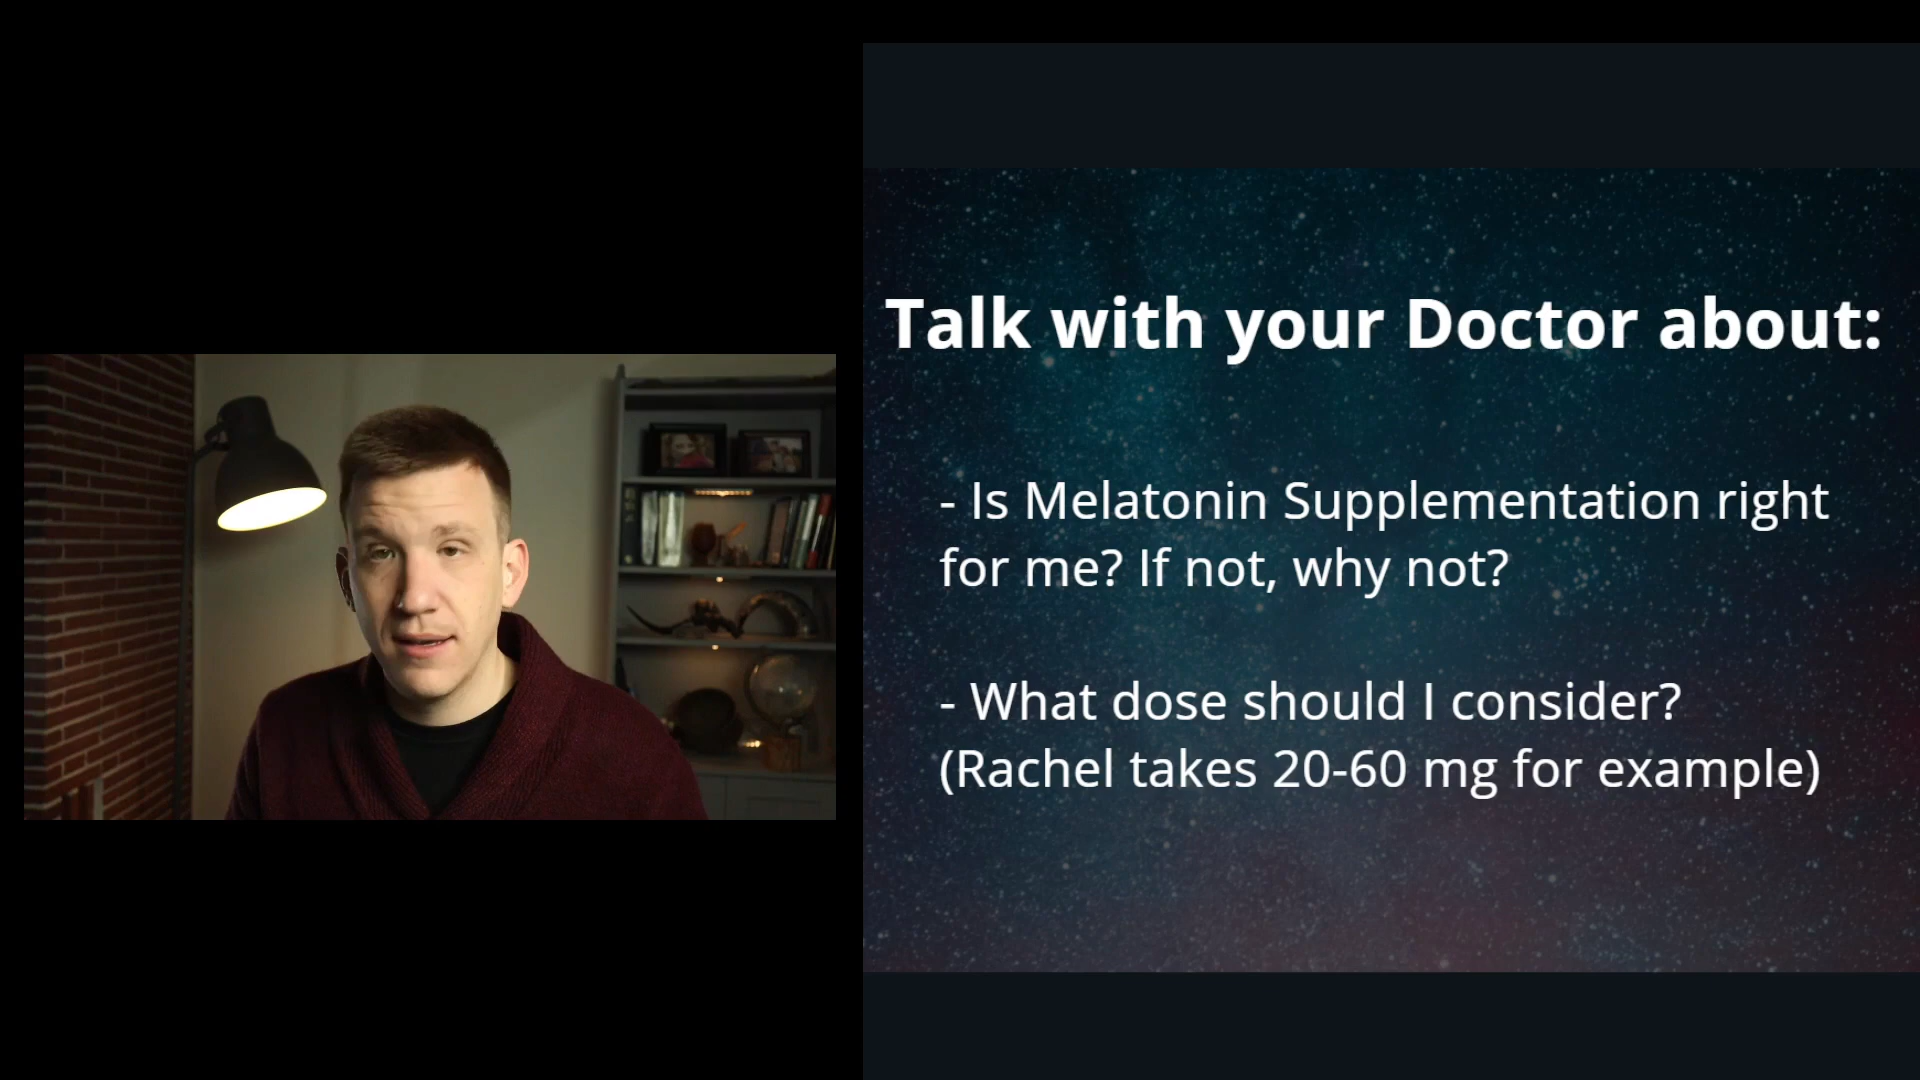 Talk with your Doctor about:
- Is Melatonin Supplementation right
for me? If not, why not?
- What dose should I consider?
(Rachel takes 20-60 mg for example)